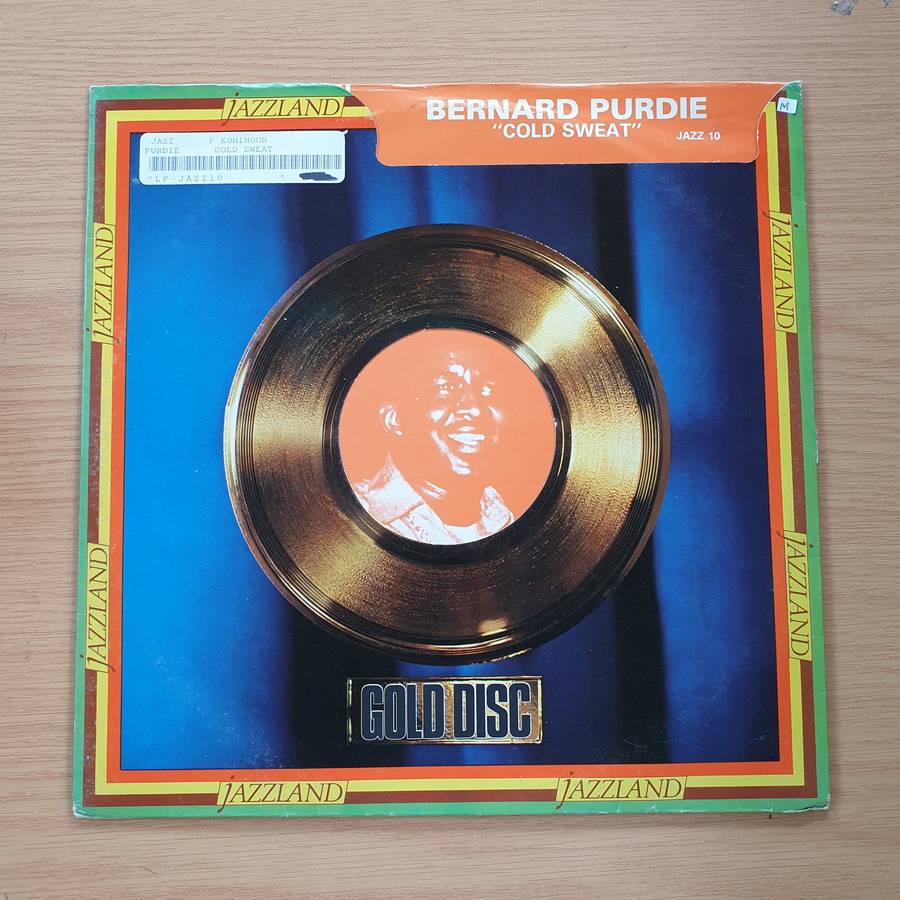 JAZZLAND
BERNARD PURDIE
"COLD SWEAT"
JAZZ 10
M
JAZZ P KOHINOOR
PURDIE COLD SWEAT
*LP-JAZZ10 *
JAZZLAND
JAZZLAND
JAZZLAND
JAZZLAND
GOLD DISC
JAZZLAND
JAZZLAND